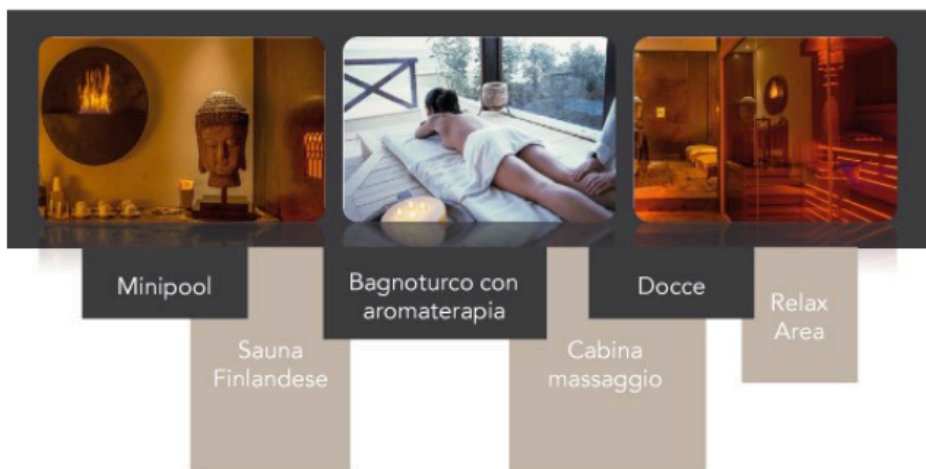 Minipool
Bagnoturco con
aromaterapia
Docce
Relax
Area
Sauna
Finlandese
Cabina
massaggio